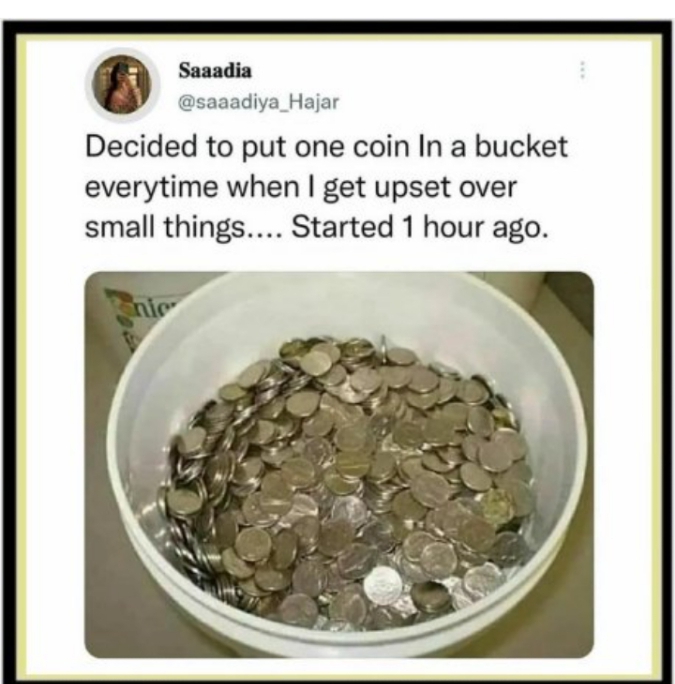 Saaadia
@saaadiya_Hajar
Decided to put one coin In a bucket
everytime when I get upset over
small things.... Started 1 hour ago.